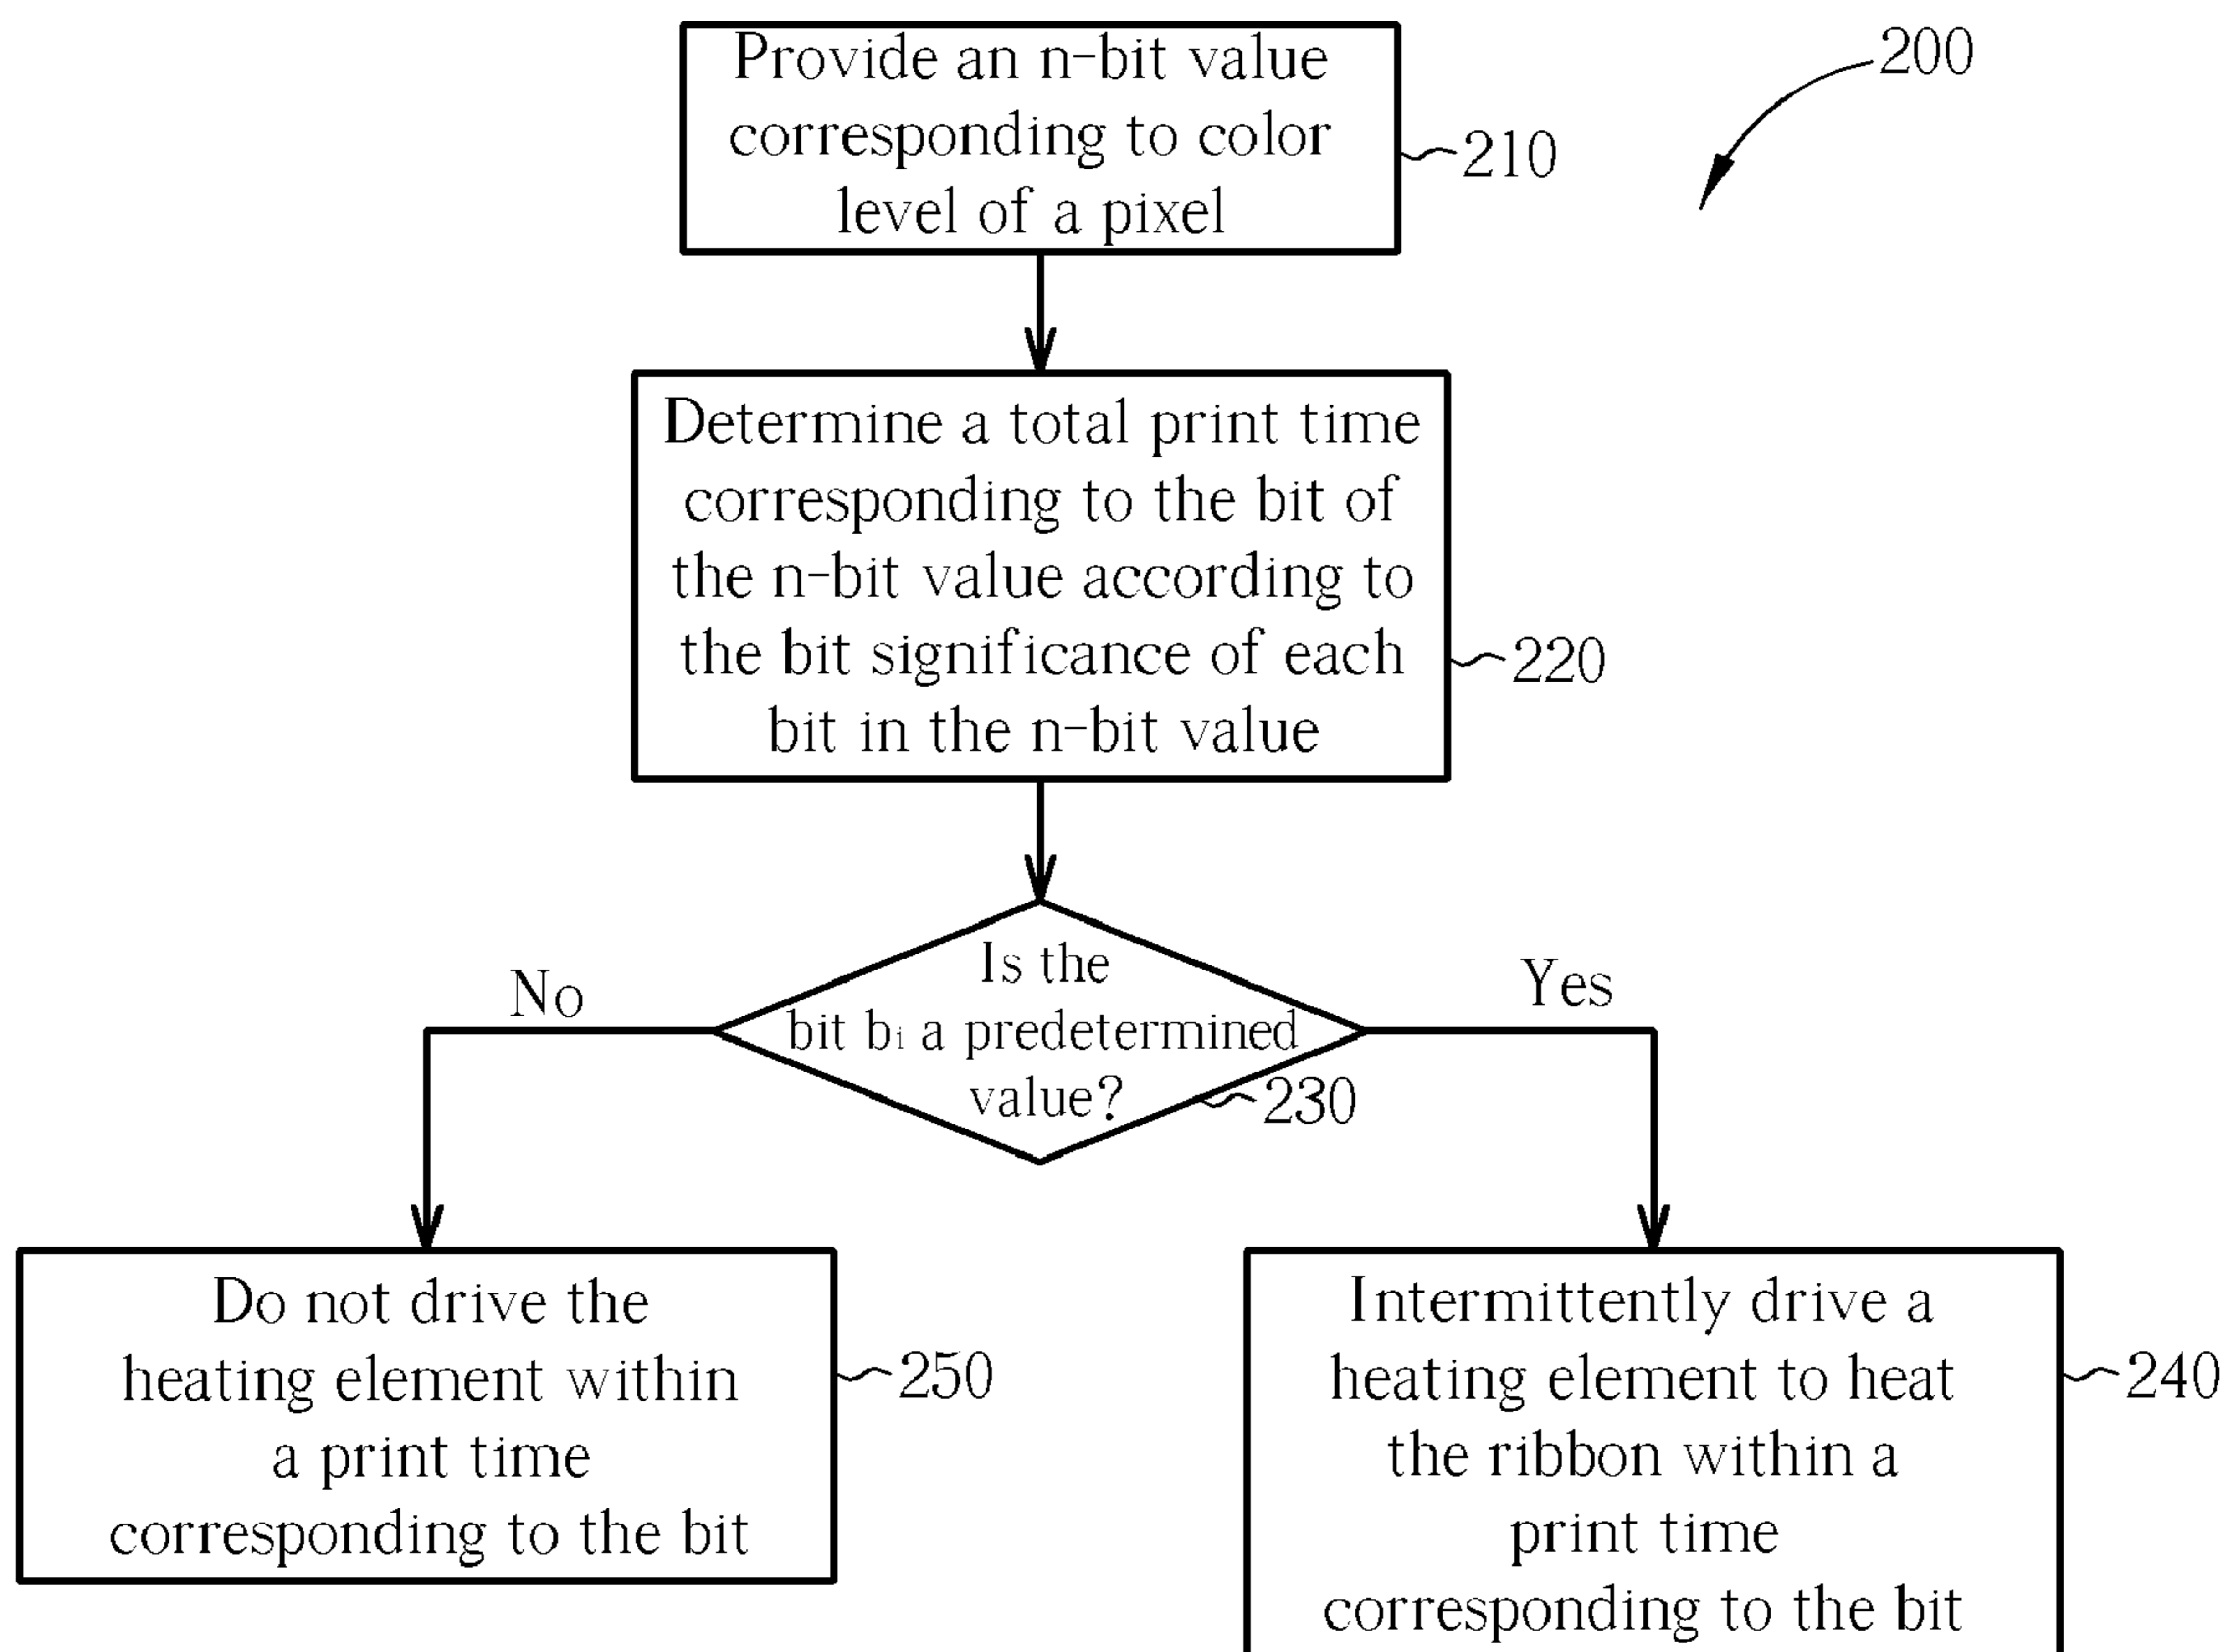 Provide an n-bit value
corresponding to color
level of a pixel
200
210
Determine a total print time
corresponding to the bit of
the n-bit value according to
the bit significance of each
bit in the n-bit value
220
Is the
bit bi a predetermined
value?
230
No
Yes
Do not drive the
heating element within
a print time
corresponding to the bit
250
Intermittently drive a
heating element to heat
the ribbon within a
print time
corresponding to the bit
240